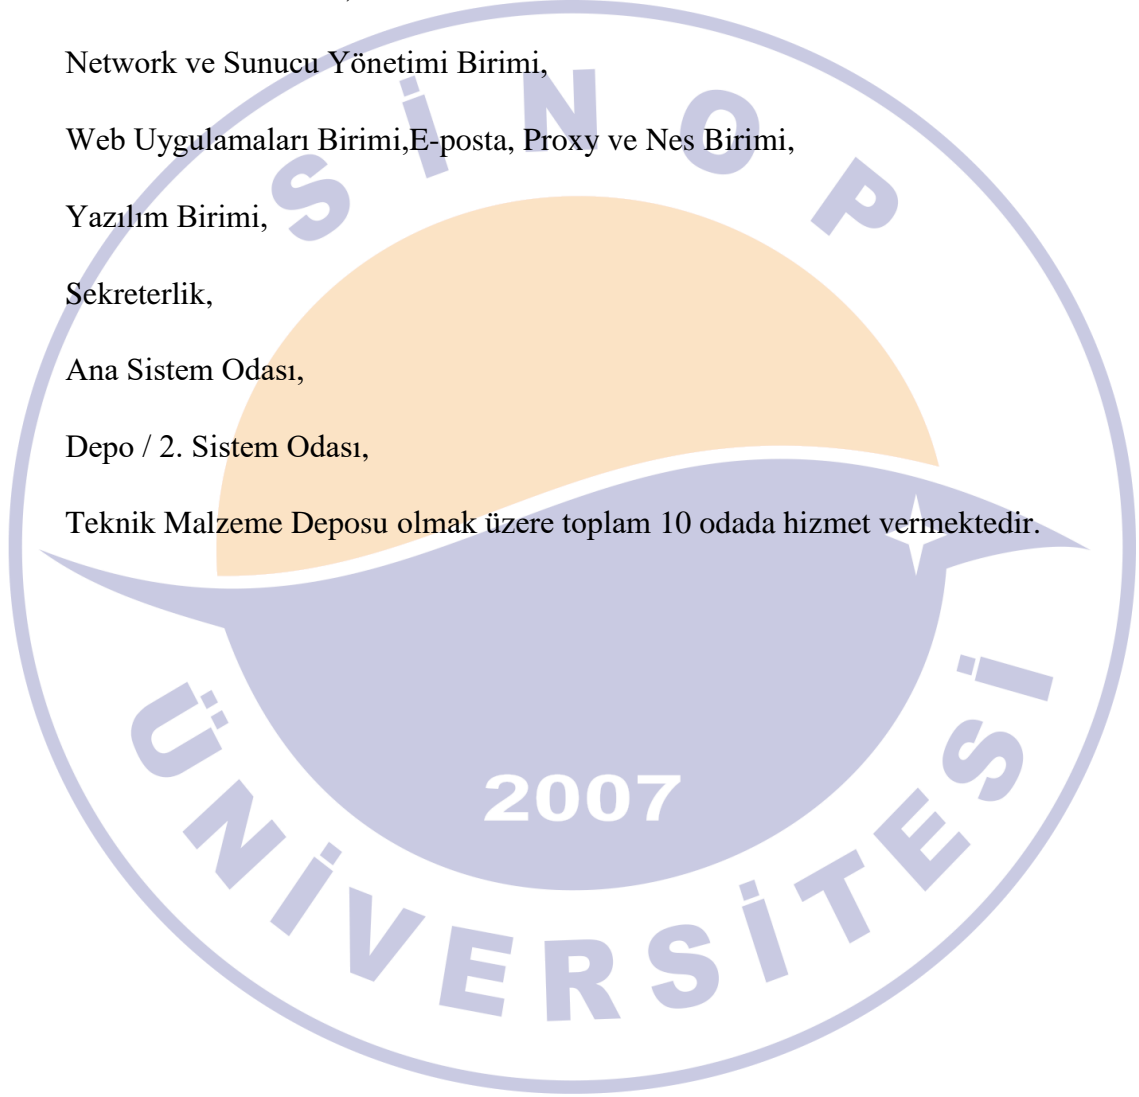 Network ve Sunucu Yönetimi Birimi,
Web Uygulamaları Birimi,E-posta, Proxy ve Nes Birimi,
Yazılım Birimi,
Sekreterlik,
Ana Sistem Odası,
Depo / 2. Sistem Odası,
Teknik Malzeme Deposu olmak üzere toplam 10 odada hizmet vermektedir.
SİNOP
2007
ÜNİVERSİTESİ